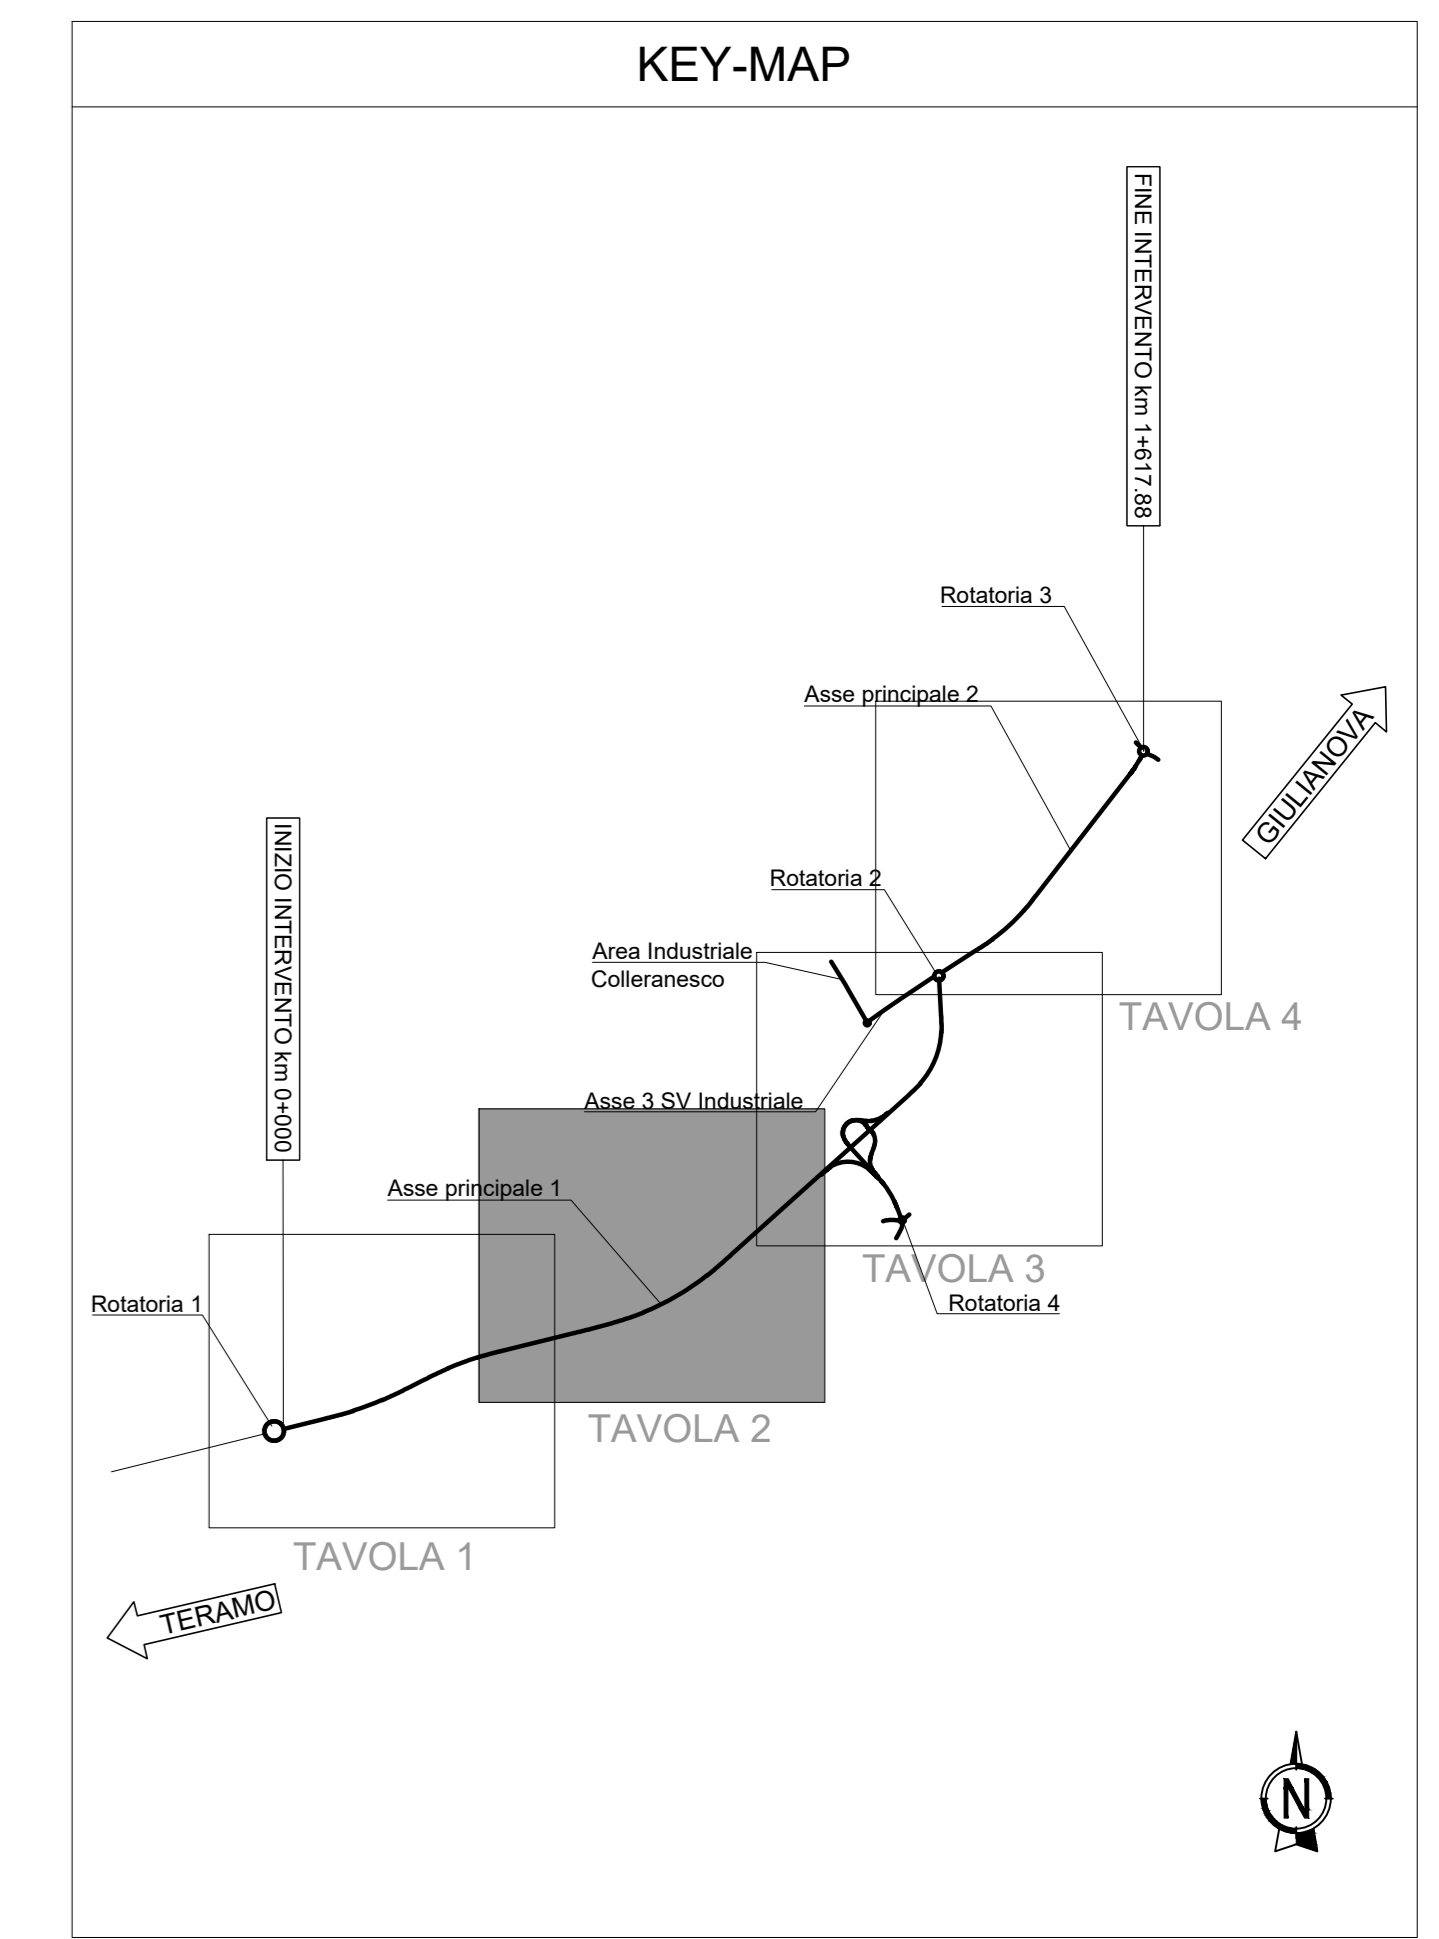 KEY-MAP
FINE INTERVENTO km 1+617.88
Rotatoria 3
Asse principale 2
GIULIANOVA
INIZIO INTERVENTO km 0+000
Rotatoria 2
Area Industriale
Colleranesco
TAVOLA 4
Asse 3 SV Industriale
Asse principale 1
TAVOLA 3
Rotatoria 1
Rotatoria 4
TAVOLA 2
TAVOLA 1
TERAMO
N